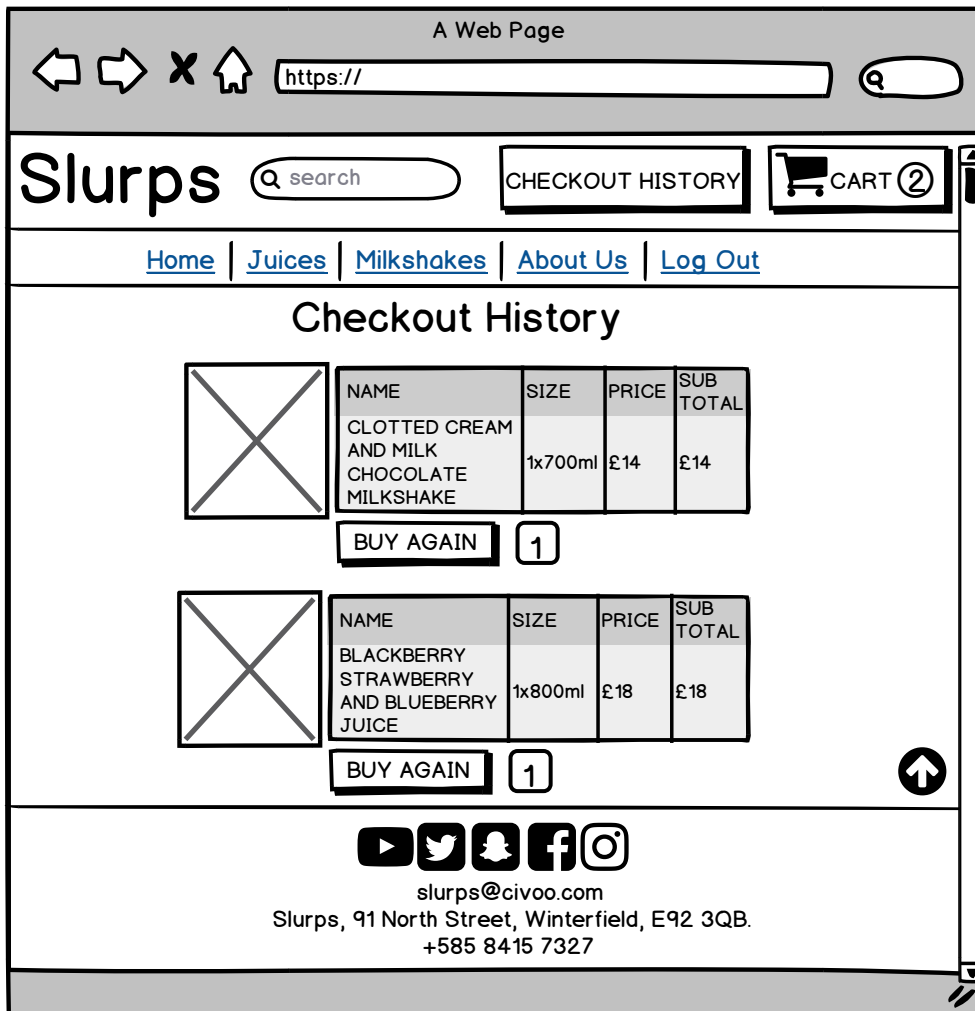 A Web Page
https://
Slurps
search
CHECKOUT HISTORY
CART 2
Home Juices Milkshakes About Us Log Out
Checkout History
NAME SIZE PRICE SUB TOTAL
CLOTTED CREAM
AND MILK
CHOCOLATE
MILKSHAKE
1x700ml £14 £14
BUY AGAIN 1
NAME SIZE PRICE SUB TOTAL
BLACKBERRY
STRAWBERRY
AND BLUEBERRY
JUICE
1x800ml £18 £18
BUY AGAIN 1
slurps@civoo.com
Slurps, 91 North Street, Winterfield, E92 3QB.
+585 8415 7327